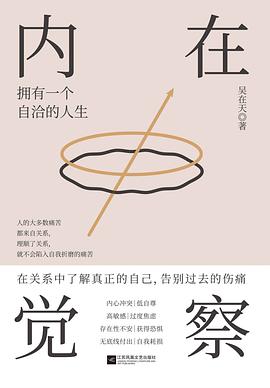 内在
拥有一个
自洽的人生
吴在天◎著
人的大多数痛苦
都来自关系,
理顺了关系,
就不会陷入自我折磨的痛苦
在关系中了解真正的自己,告别过去的伤痛
觉察
内心冲突|低自尊
高敏感|过度焦虑
存在性不安|获得恐惧
无底线付出|自我耗损
江苏凤凰文艺出版社